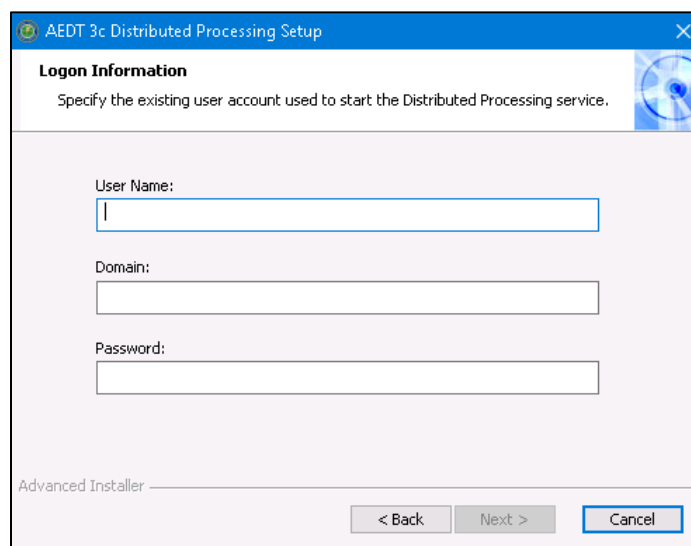 AEDT 3c Distributed Processing Setup
Logon Information
Specify the existing user account used to start the Distributed Processing service.
User Name:
Domain:
Password:
Advanced Installer
< Back Next > Cancel